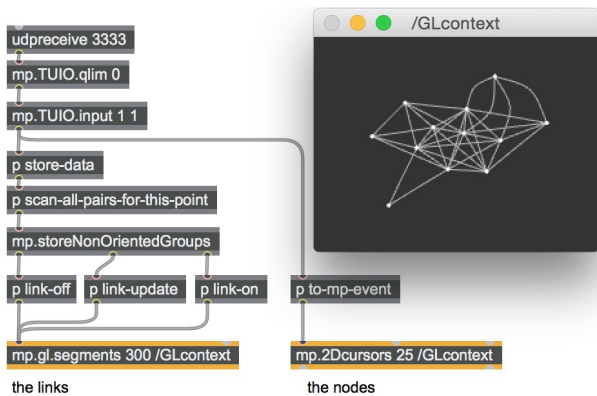 /GLcontext
udpreceive 3333
mp.TUIO.qlim 0
mp.TUIO.input 1 1
p store-data
p scan-all-pairs-for-this-point
mp.storeNonOrientedGroups
p link-off p link-update p link-on p to-mp-event
mp.gl.segments 300 /GLcontext mp.2Dcursors 25 /GLcontext
the links the nodes